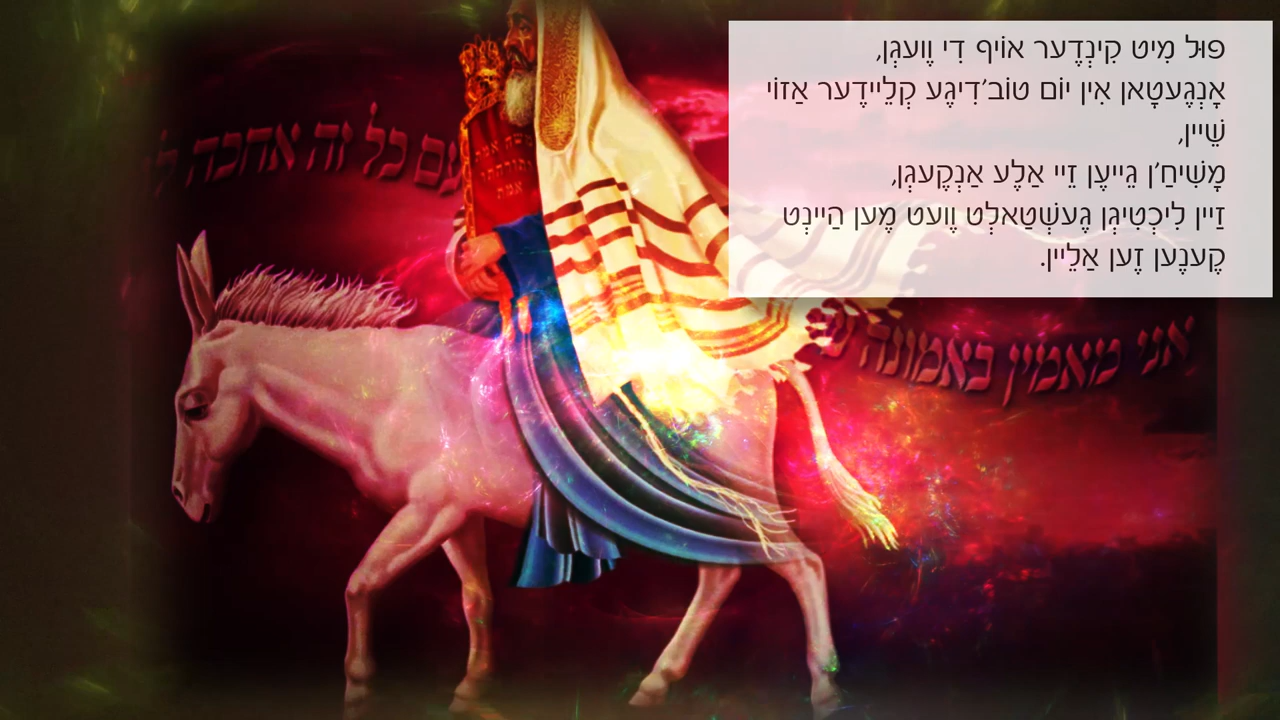 פוּל מִיט קִינְדֶער אוֹיף דִי וֶועגְן,
אָנְגֶעטָאן אִין יוֹם טוֹב׳דִיגֶע קְלֵיידֶער אַזוֹי
שֵׁיין,
מָשִׁיחַ׳ן גֵייעֶן זֵיי אַלֶע אַנְקֶעגְן,
זַיין לִיכְטִיגְן גֶעשְׁטַאלְט וֶועט מֶען הַיינְט
קֶענֶען זֶען אַלֵיין.
אני מאמין באמונה
עם כל זה אחכה